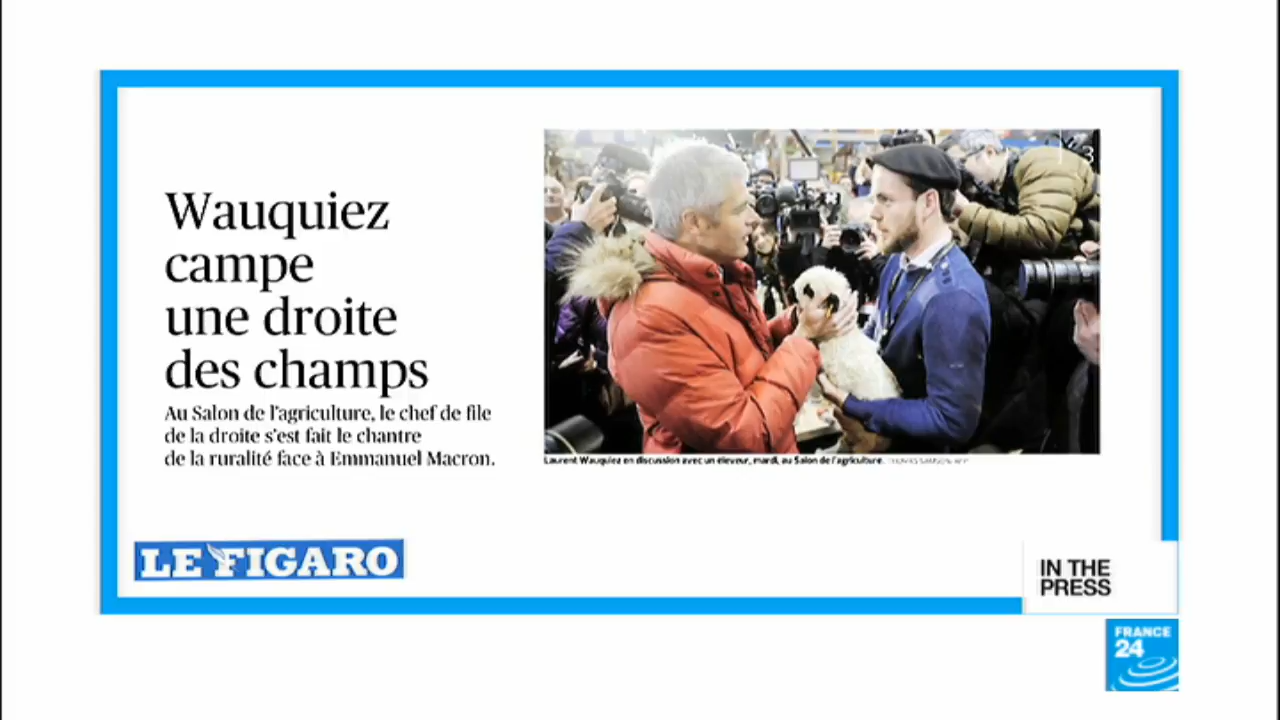 Wauquiez
campe
une droite
des champs
Au Salon de l'agriculture, le chef de file
de la droite s'est fait le chantre
de la ruralité face à Emmanuel Macron.
Laurent Wauquiez en discussion avec un éleveur, mardi, au Salon de l'agriculture.
LE FIGARO
IN THE
PRESS
FRANCE
24